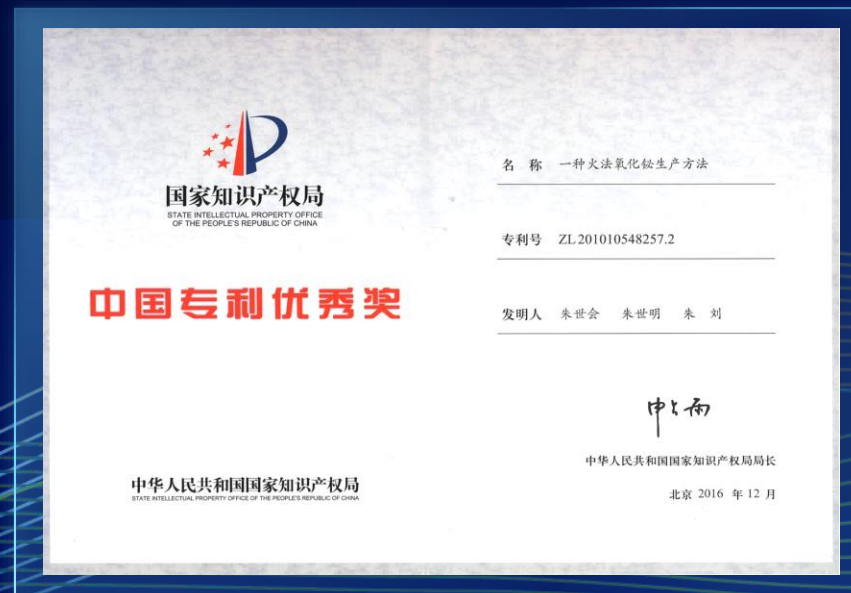 国家知识产权局
STATE INTELLECTUAL PROPERTY OFFICE
OF THE PEOPLE'S REPUBLIC OF CHINA
中国专利优秀奖
中华人民共和国国家知识产权局
STATE INTELLECTUAL PROPERTY OFFICE OF THE PEOPLE'S REPUBLIC OF CHINA
名 称 一种火法氧化铋生产方法
专利号 ZL 201010548257.2
发明人 朱世会 朱世明 朱 刘
申长雨
中华人民共和国国家知识产权局局长
北京 2016 年 12 月